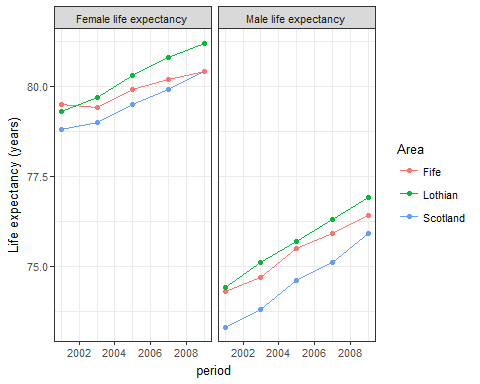 Female life expectancy
Male life expectancy
80.0
77.5
75.0
Life expectancy (years)
2002 2004 2006 2008
2002 2004 2006 2008
period
Area
Fife
Lothian
Scotland